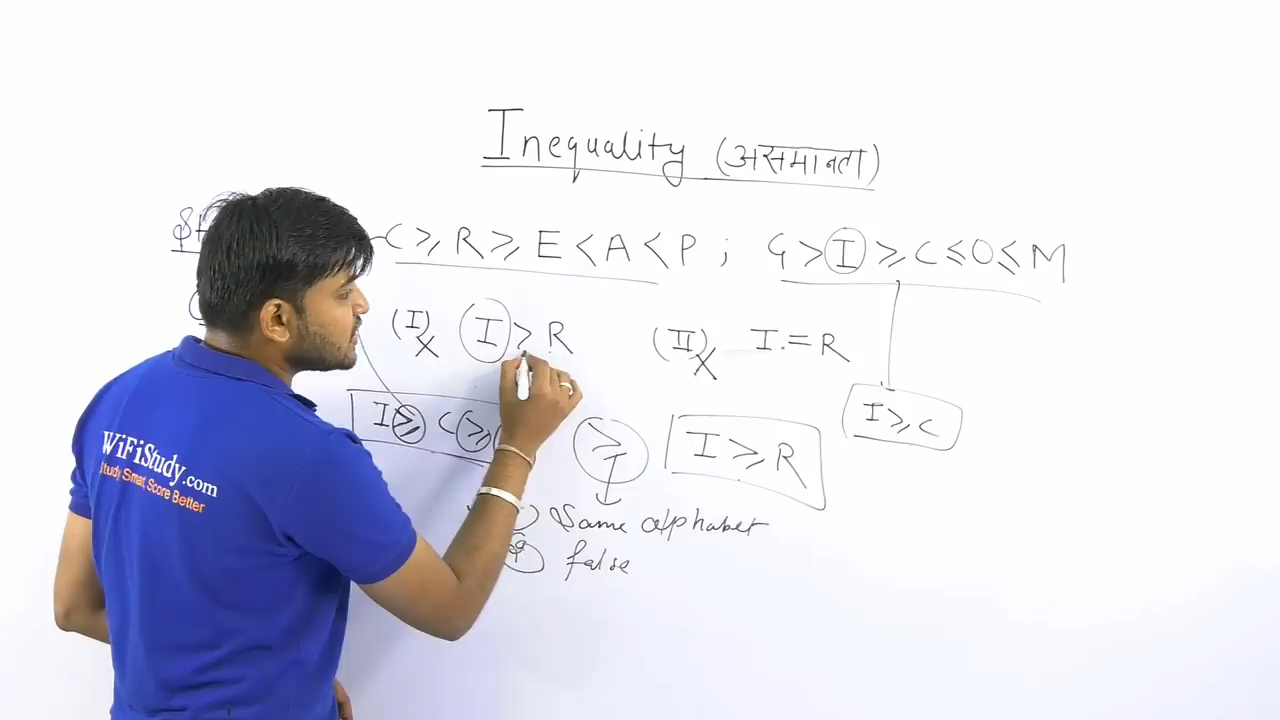 Inequality (असमानता)
C ≥ R ≥ E < A < P ; G > I ≥ C ≤ O ≤ M
(I) X I > R (II) X I = R
I ≥ C ≥
≥ I ≥ R I ≥ C
Same alphabet
false
WiFiStudy.com
Study Smart, Score Better